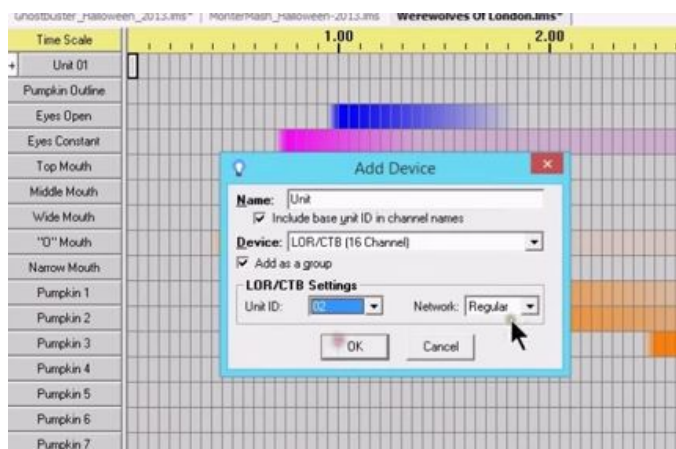 Ghostbuster_Halloween_2013.lms* | MonterMash_Halloween-2013.lms Werewolves Of London.lms*
Time Scale
1.00
2.00
+ Unit 01
Pumpkin Outline
Eyes Open
Eyes Constant
Top Mouth
Middle Mouth
Wide Mouth
"O" Mouth
Narrow Mouth
Pumpkin 1
Pumpkin 2
Pumpkin 3
Pumpkin 4
Pumpkin 5
Pumpkin 6
Pumpkin 7
Add Device
Name: Unit
Include base unit ID in channel names
Device: LOR/CTB (16 Channel)
Add as a group
LOR/CTB Settings
Unit ID: 02 Network: Regular
OK Cancel